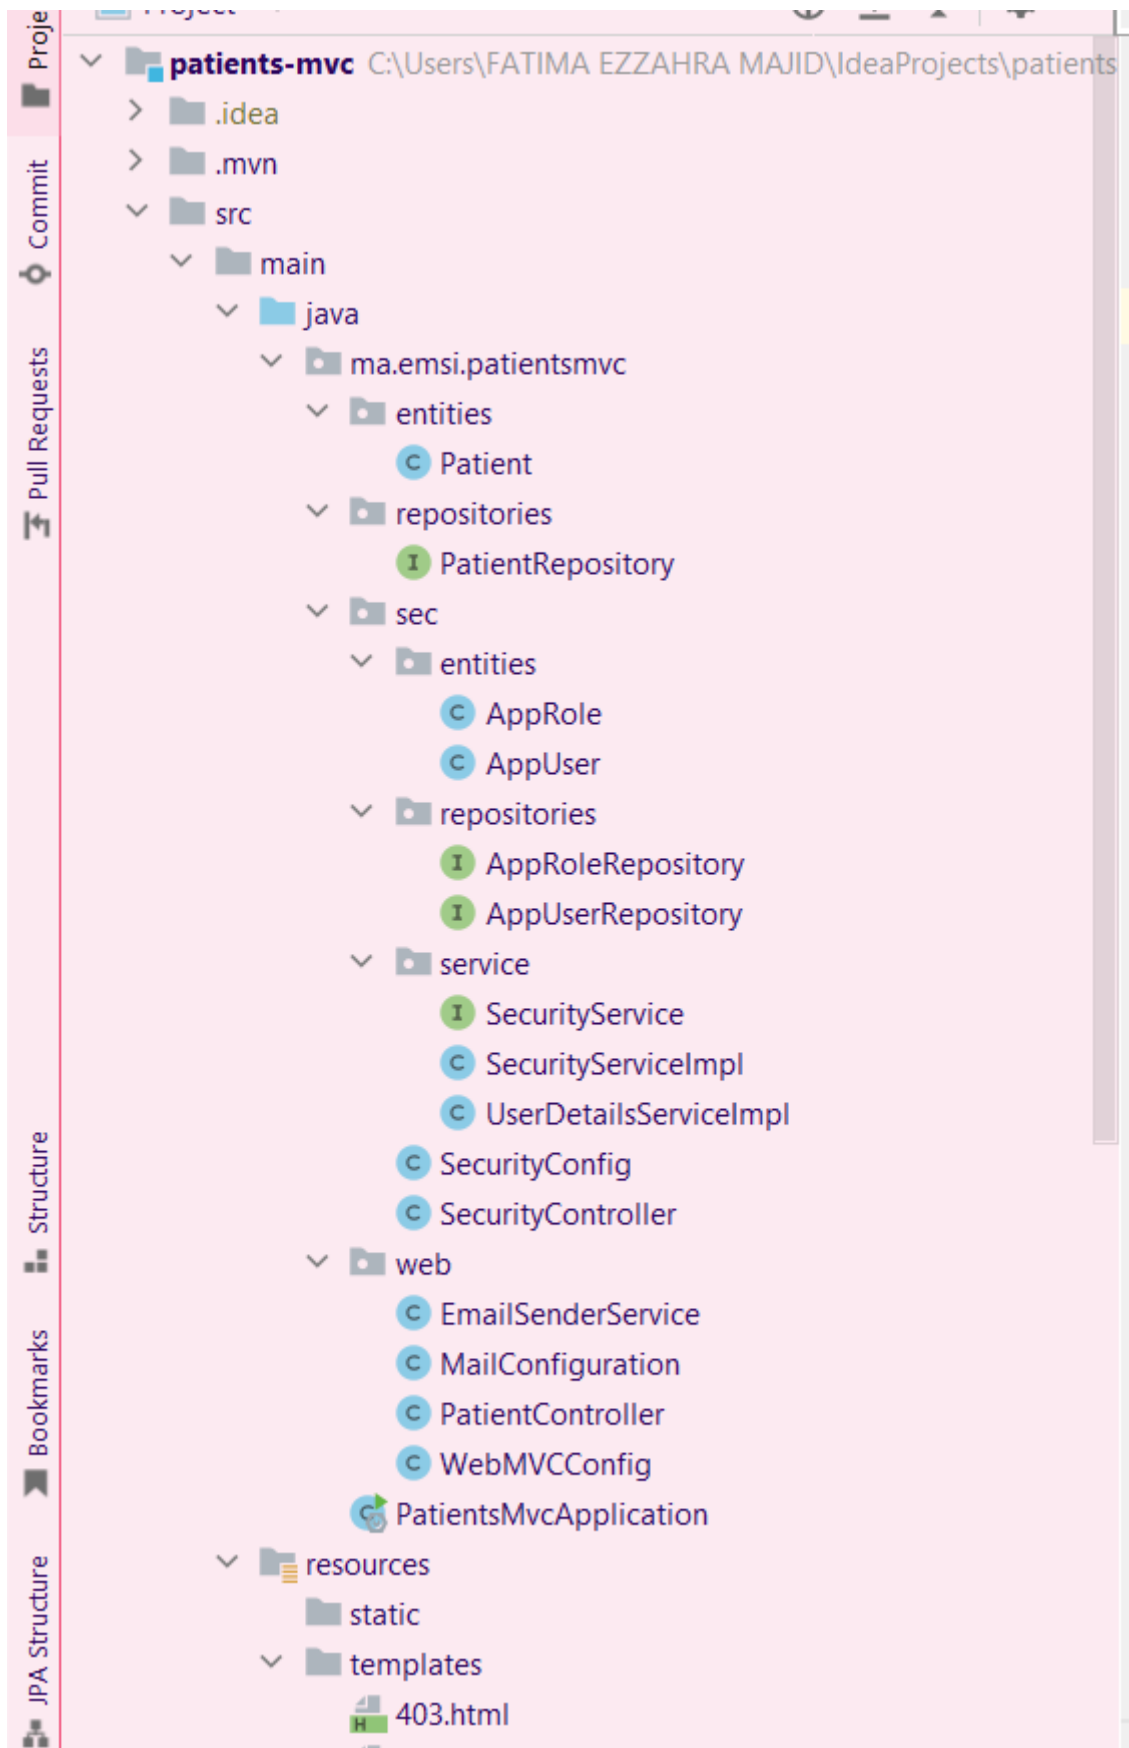 patients-mvc C:\Users\FATIMA EZZAHRA MAJID\IdeaProjects\patients
.idea
.mvn
src
main
java
ma.emsi.patientsmvc
entities
C Patient
repositories
I PatientRepository
sec
entities
C AppRole
C AppUser
repositories
I AppRoleRepository
I AppUserRepository
service
I SecurityService
C SecurityServiceImpl
C UserDetailsServiceImpl
C SecurityConfig
C SecurityController
web
C EmailSenderService
C MailConfiguration
C PatientController
C WebMVCConfig
PatientsMvcApplication
resources
static
templates
H 403.html
Proje
Commit
Pull Requests
Structure
Bookmarks
JPA Structure